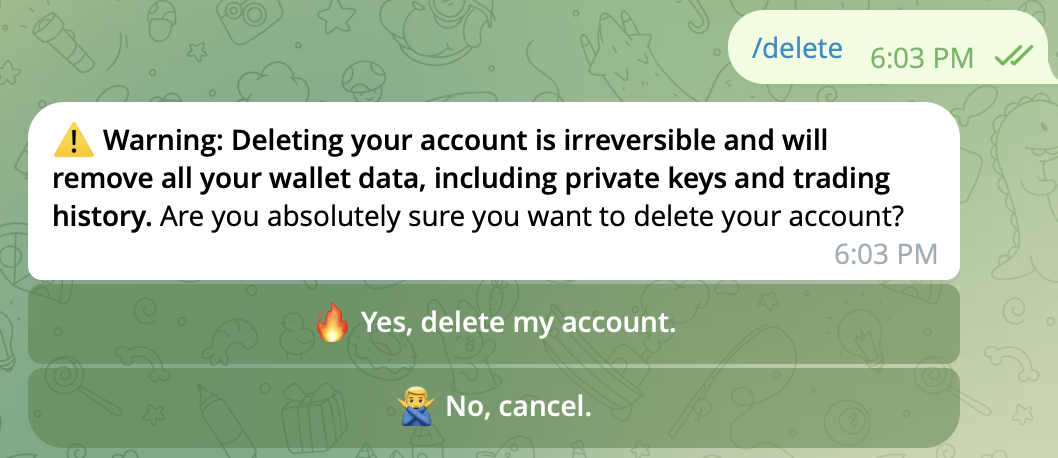 /delete 6:03 PM
⚠️ Warning: Deleting your account is irreversible and will
remove all your wallet data, including private keys and trading
history. Are you absolutely sure you want to delete your account?
6:03 PM
🔥 Yes, delete my account.
🙅‍♂️ No, cancel.